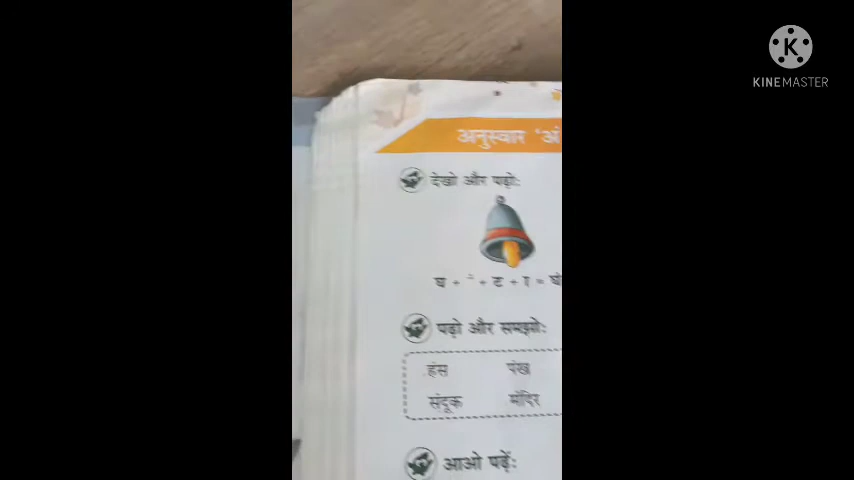 KINEMASTER
अनुस्वार 'अं
देखो और पढ़ो:
घ + ं + ट + ा = घं
पढ़ो और समझो:
हंस पंख
संदूक मंदिर
आओ पढ़ें: